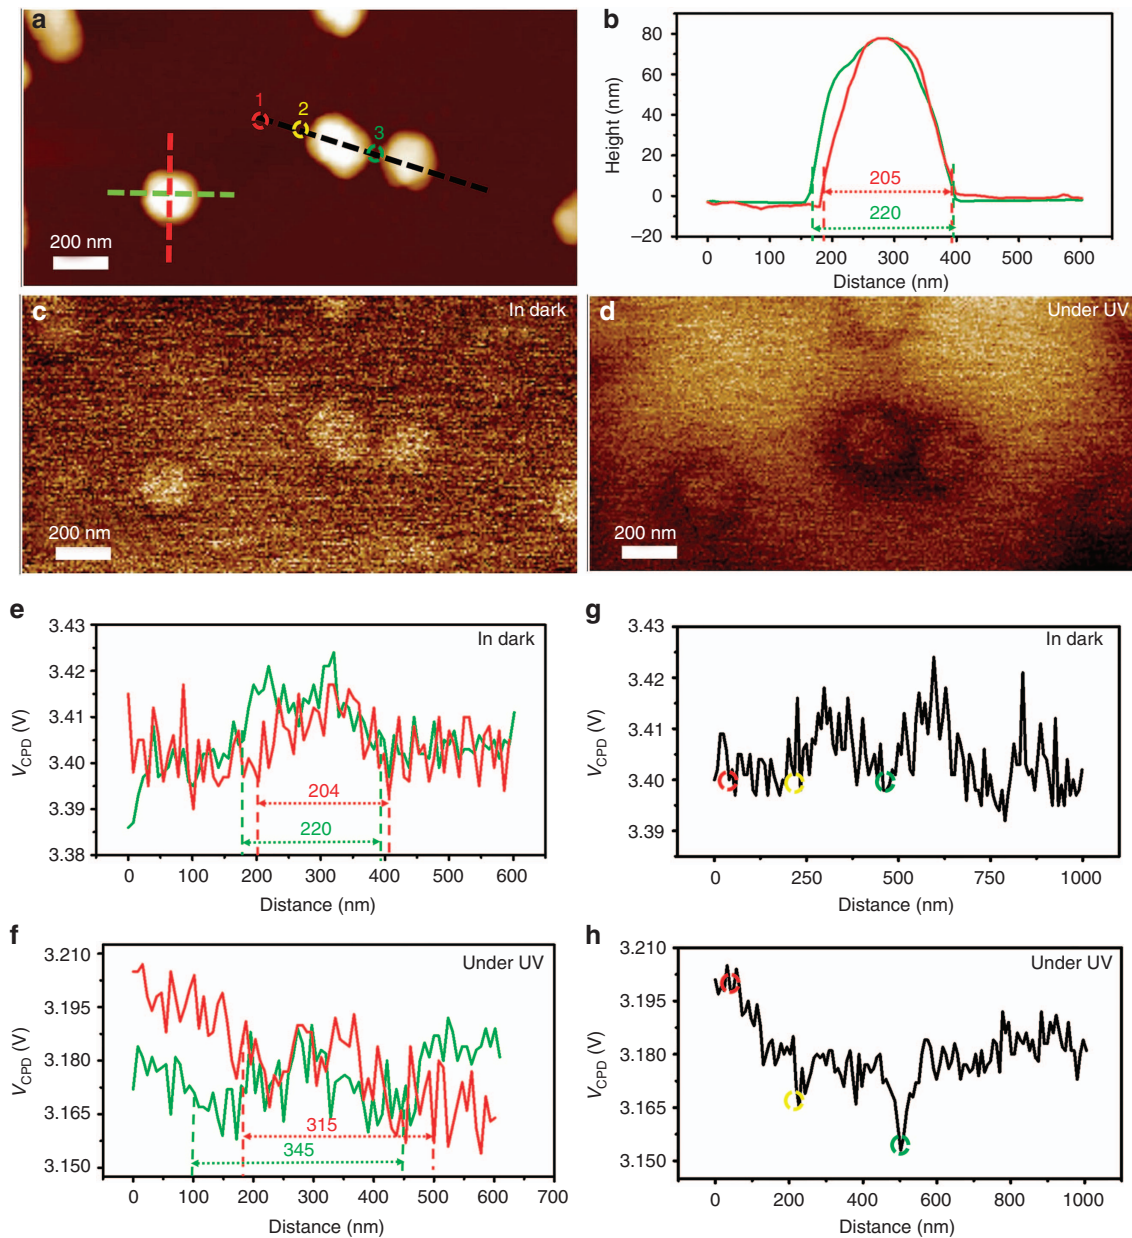 a
1
2
3
200 nm
b
Height (nm)
80
60
40
20
0
–20
205
220
0
100
200
300
400
500
600
Distance (nm)
c
In dark
200 nm
d
Under UV
200 nm
e
In dark
V_CPD (V)
3.43
3.42
3.41
3.40
3.39
3.38
204
220
0
100
200
300
400
500
600
Distance (nm)
g
In dark
V_CPD (V)
3.43
3.42
3.41
3.40
3.39
0
250
500
750
1000
Distance (nm)
f
Under UV
V_CPD (V)
3.210
3.195
3.180
3.165
3.150
315
345
0
100
200
300
400
500
600
700
Distance (nm)
h
Under UV
V_CPD (V)
3.210
3.195
3.180
3.165
3.150
0
200
400
600
800
1000
Distance (nm)